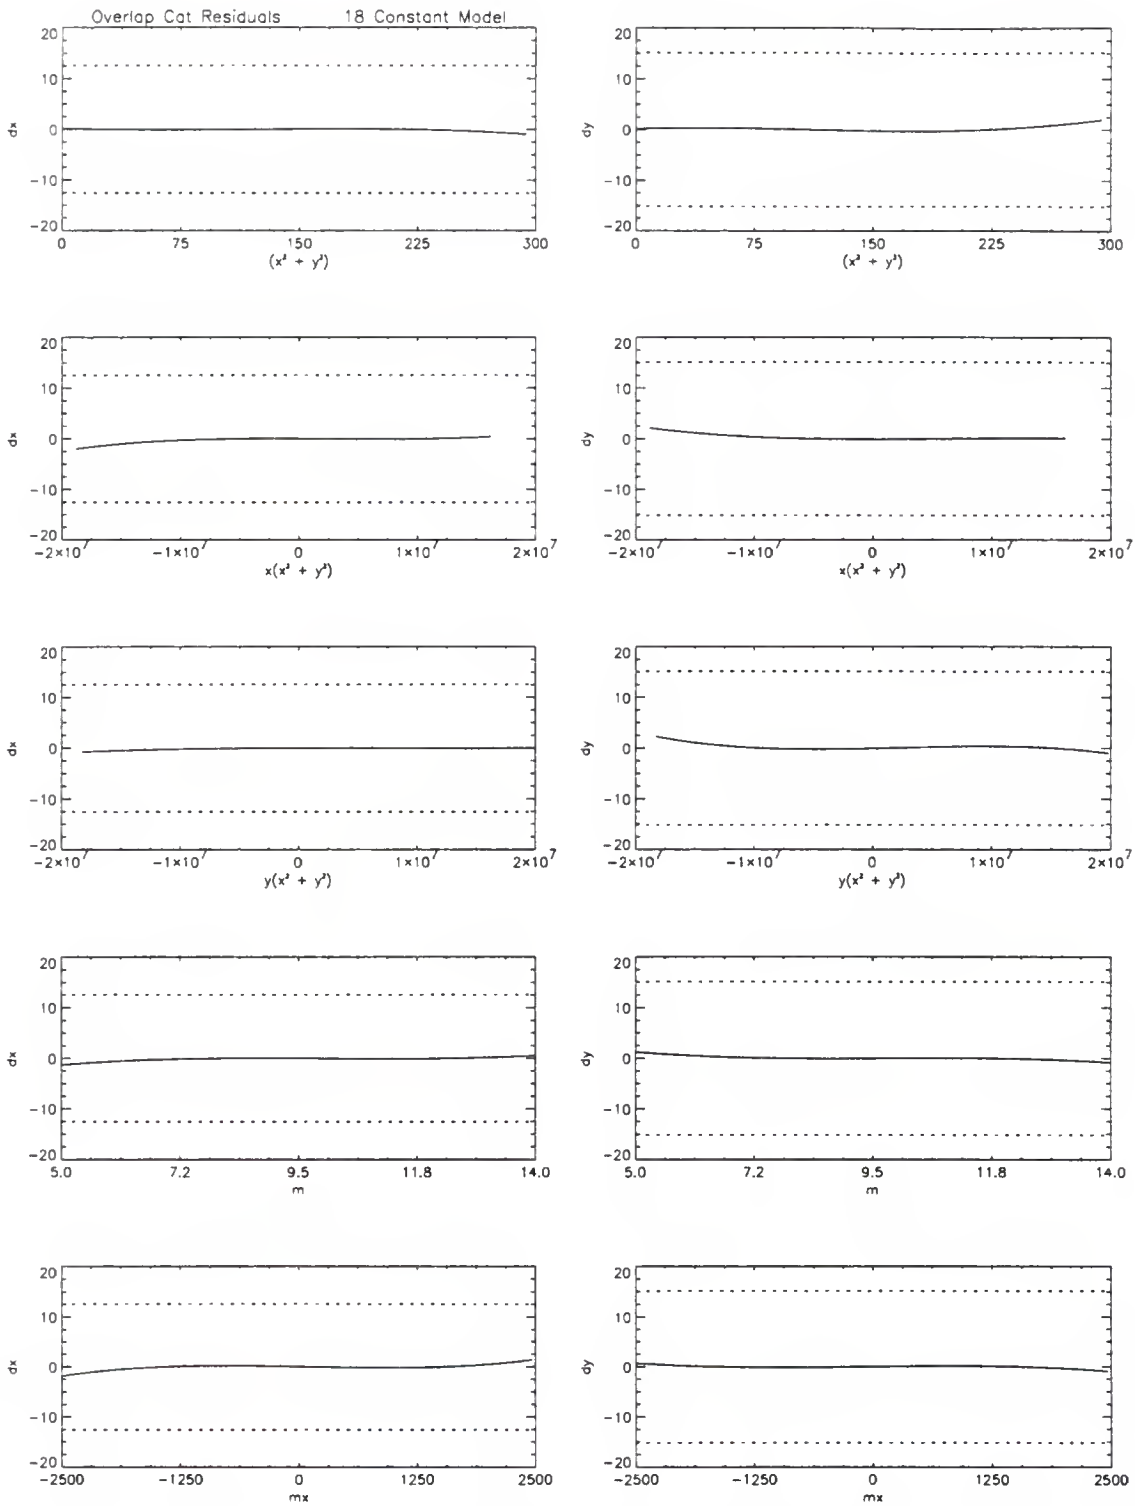 Overlap Cat Residuals 18 Constant Model
20 20
10 10
dx 0 dy 0
−10 −10
−20 −20
0 75 150 225 300 0 75 150 225 300
(x² + y²) (x² + y²)
20 20
10 10
dx 0 dy 0
−10 −10
−20 −20
−2×10⁷ −1×10⁷ 0 1×10⁷ 2×10⁷ −2×10⁷ −1×10⁷ 0 1×10⁷ 2×10⁷
x(x² + y²) x(x² + y²)
20 20
10 10
dx 0 dy 0
−10 −10
−20 −20
−2×10⁷ −1×10⁷ 0 1×10⁷ 2×10⁷ −2×10⁷ −1×10⁷ 0 1×10⁷ 2×10⁷
y(x² + y²) y(x² + y²)
20 20
10 10
dx 0 dy 0
−10 −10
−20 −20
5.0 7.2 9.5 11.8 14.0 5.0 7.2 9.5 11.8 14.0
m m
20 20
10 10
dx 0 dy 0
−10 −10
−20 −20
−2500 −1250 0 1250 2500 −2500 −1250 0 1250 2500
mx mx